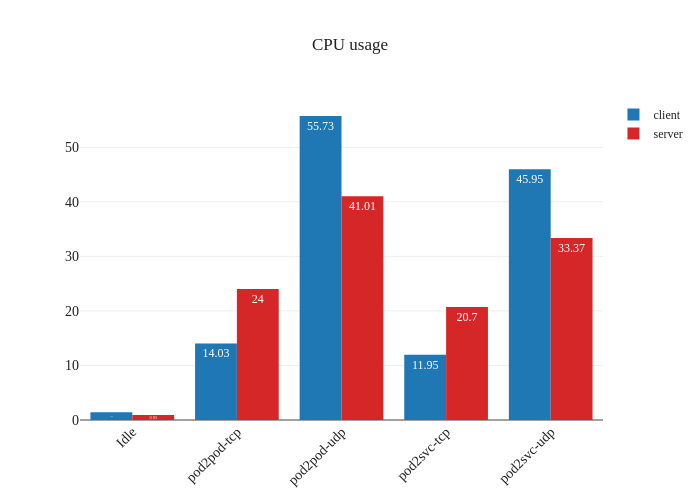 CPU usage
client
server
50
40
30
20
10
0
55.73
41.01
45.95
33.37
24
14.03
20.7
11.95
Idle
pod2pod-tcp
pod2pod-udp
pod2svc-tcp
pod2svc-udp